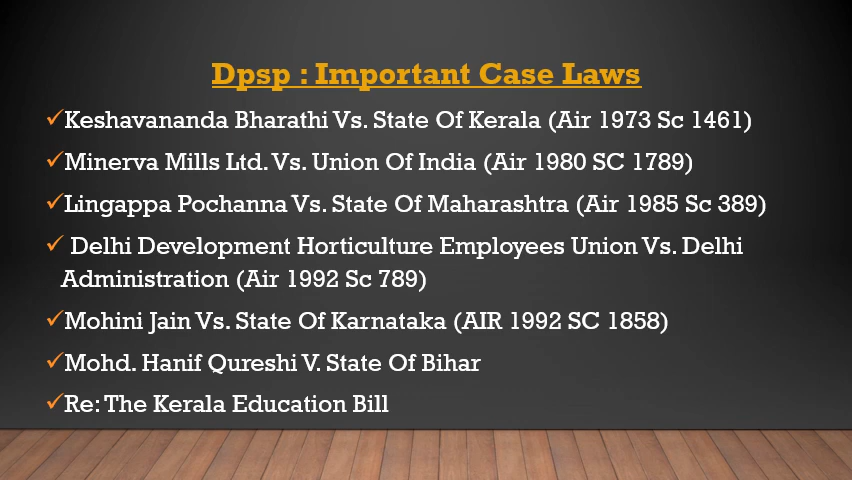 Dpsp : Important Case Laws
✓Keshavananda Bharathi Vs. State Of Kerala (Air 1973 Sc 1461)
✓Minerva Mills Ltd. Vs. Union Of India (Air 1980 SC 1789)
✓Lingappa Pochanna Vs. State Of Maharashtra (Air 1985 Sc 389)
✓ Delhi Development Horticulture Employees Union Vs. Delhi
Administration (Air 1992 Sc 789)
✓Mohini Jain Vs. State Of Karnataka (AIR 1992 SC 1858)
✓Mohd. Hanif Qureshi V. State Of Bihar
✓Re: The Kerala Education Bill